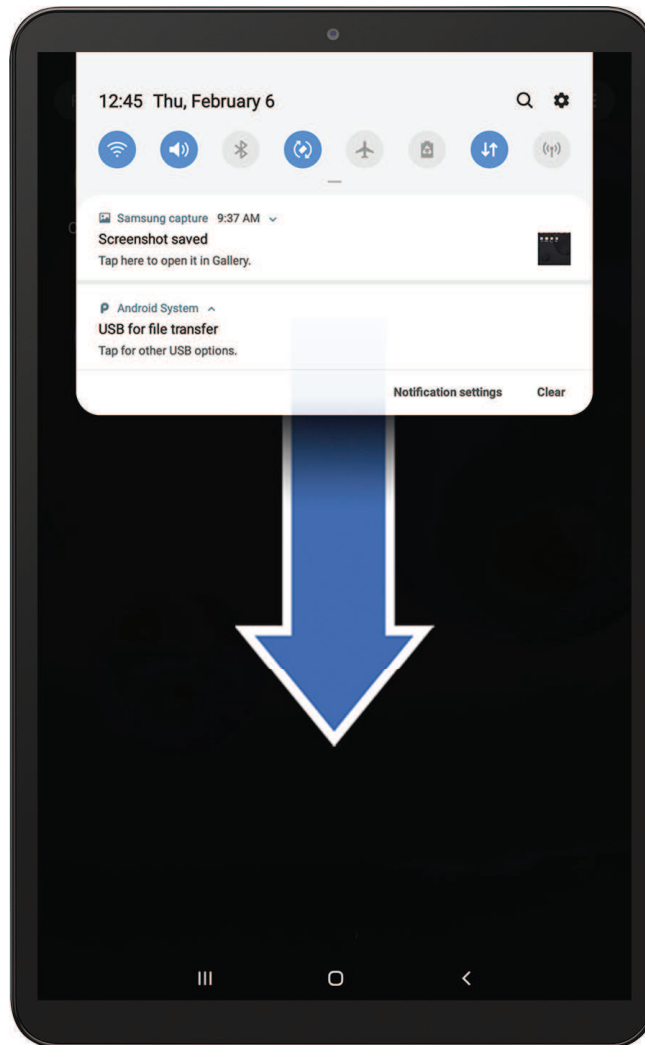 12:45 Thu, February 6
Samsung capture 9:37 AM
Screenshot saved
Tap here to open it in Gallery.
Android System
USB for file transfer
Tap for other USB options.
Notification settings Clear